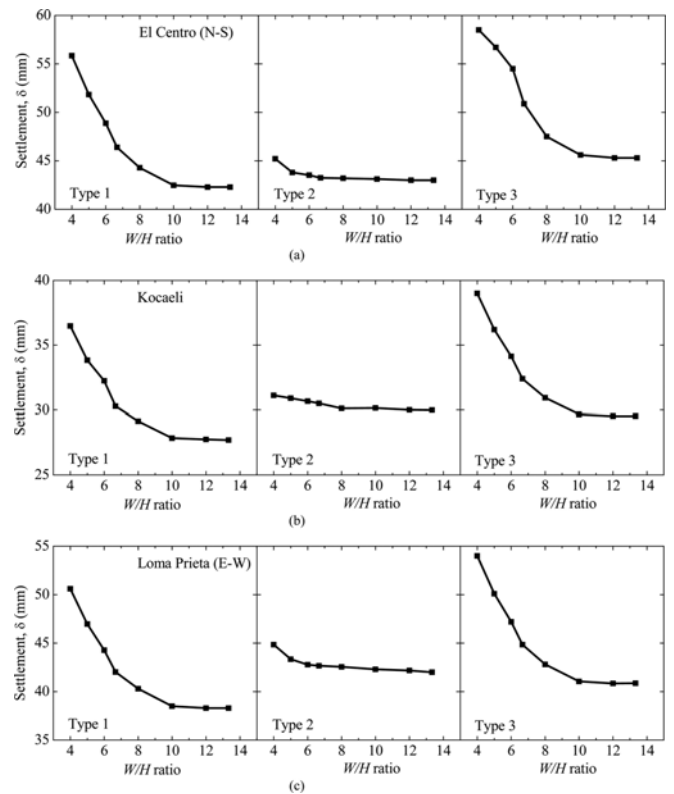 El Centro (N-S)
Settlement, δ (mm)
60
55
50
45
40
Type 1
Type 2
Type 3
4 6 8 10 12 14 4 6 8 10 12 14 4 6 8 10 12 14
W/H ratio W/H ratio W/H ratio
(a)
Kocaeli
Settlement, δ (mm)
40
35
30
25
Type 1
Type 2
Type 3
4 6 8 10 12 14 4 6 8 10 12 14 4 6 8 10 12 14
W/H ratio W/H ratio W/H ratio
(b)
Loma Prieta (E-W)
Settlement, δ (mm)
55
50
45
40
35
Type 1
Type 2
Type 3
4 6 8 10 12 14 4 6 8 10 12 14 4 6 8 10 12 14
W/H ratio W/H ratio W/H ratio
(c)